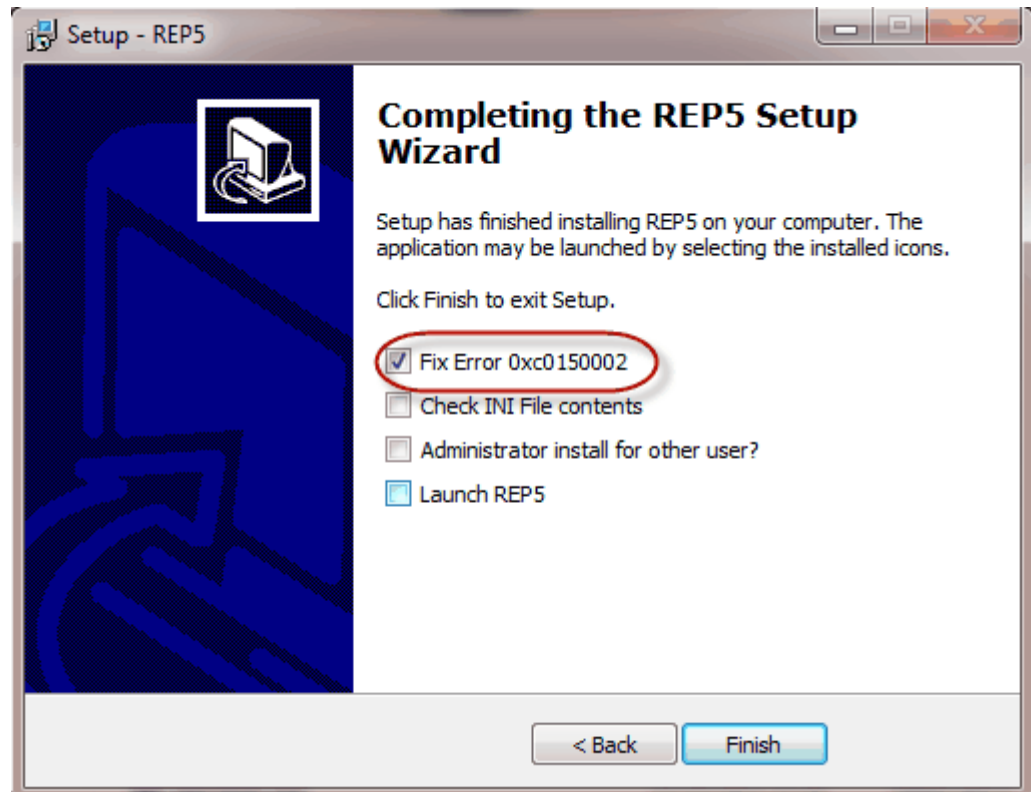 Setup - REP5
Completing the REP5 Setup
Wizard
Setup has finished installing REP5 on your computer. The
application may be launched by selecting the installed icons.
Click Finish to exit Setup.
Fix Error 0xc0150002
Check INI File contents
Administrator install for other user?
Launch REP5
< Back
Finish